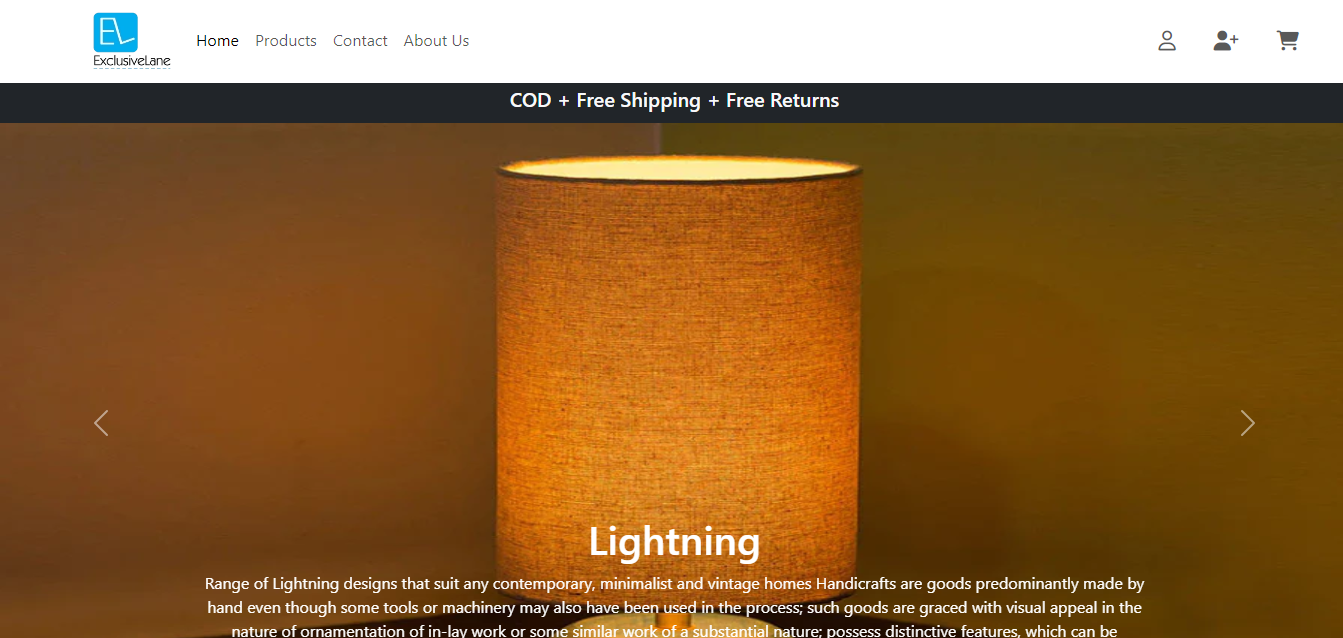 EL
ExclusiveLane
Home Products Contact About Us
COD + Free Shipping + Free Returns
Lightning
Range of Lightning designs that suit any contemporary, minimalist and vintage homes Handicrafts are goods predominantly made by
hand even though some tools or machinery may also have been used in the process; such goods are graced with visual appeal in the
nature of ornamentation of in-lay work or some similar work of a substantial nature; possess distinctive features, which can be